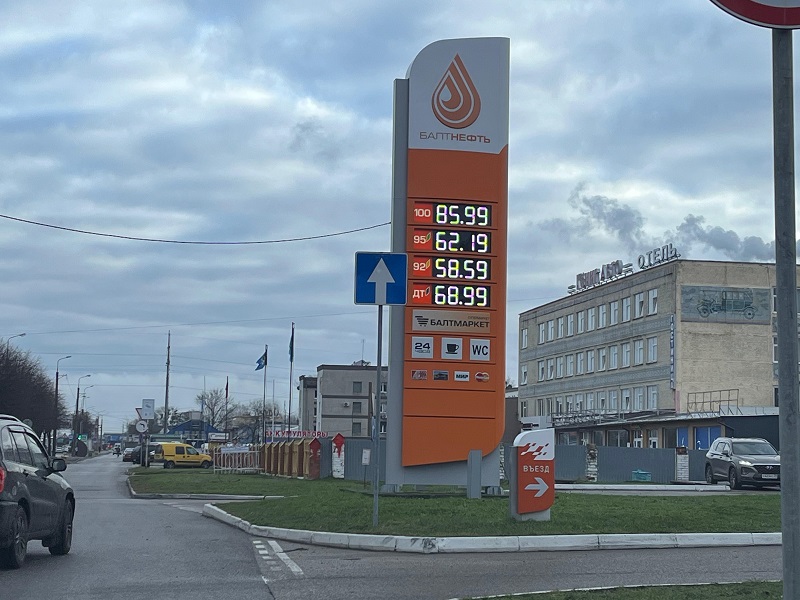 БАЛТНЕФТЬ
100 85.99
95 62.19
92 58.59
ДТ 68.99
БАЛТМАРКЕТ
24 ЧАСА
WC
МИР
ВЪЕЗД
ОТЕЛЬ